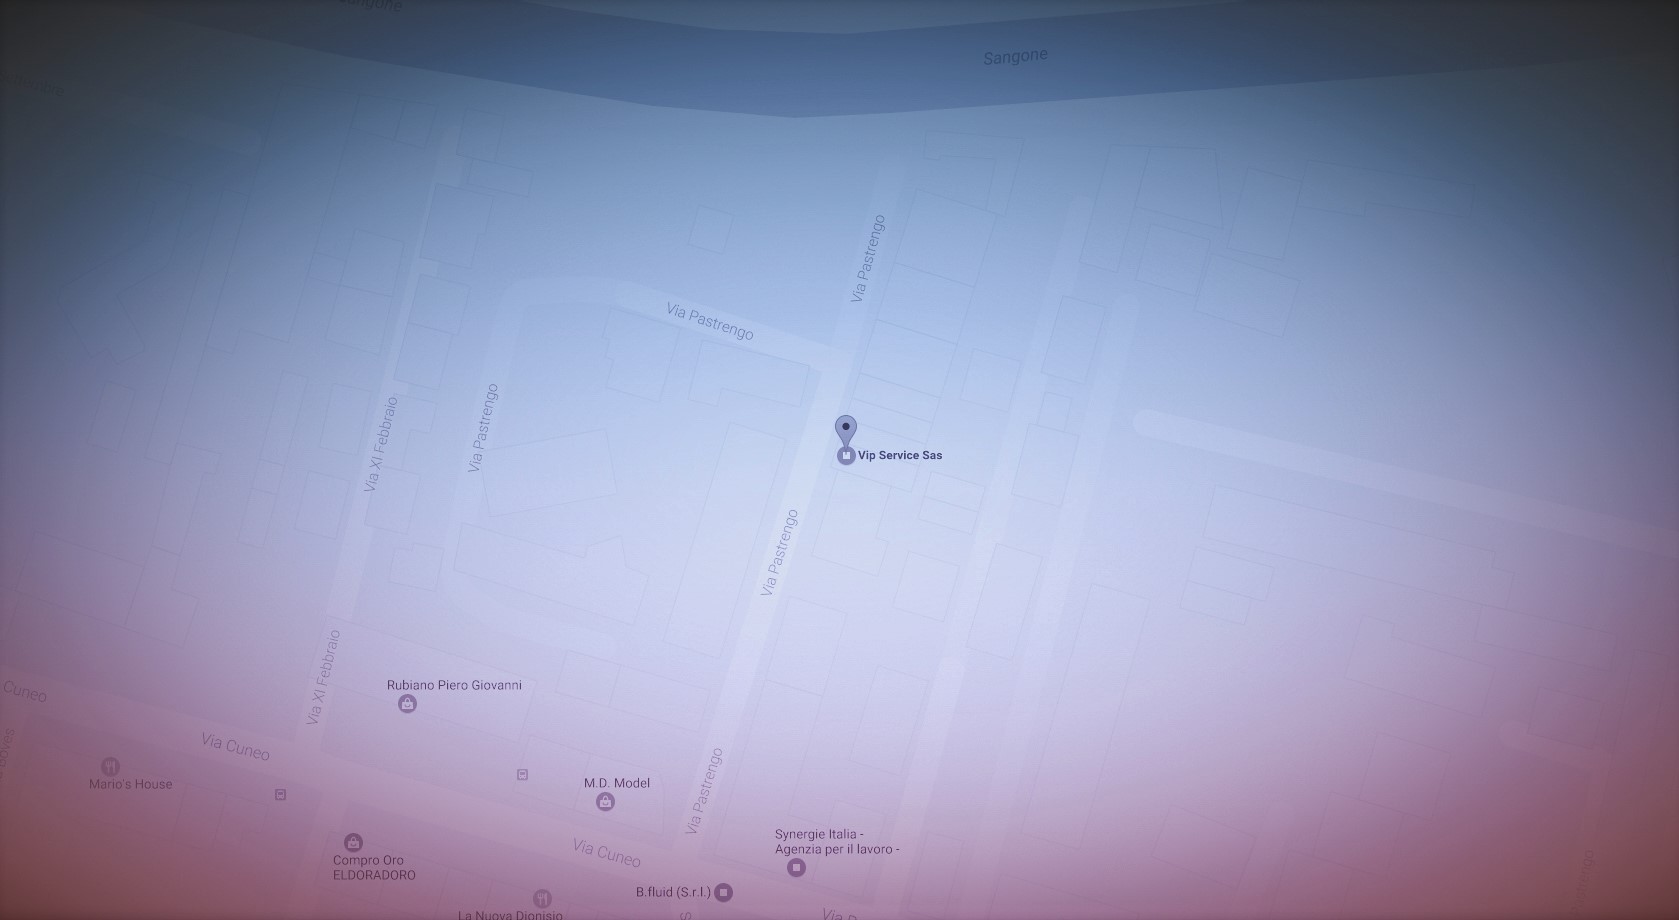 Sangone
Sangone
Via Pastrengo
Via Pastrengo
Via Pastrengo
Via XI Febbraio
Vip Service Sas
Via Pastrengo
Via XI Febbraio
Rubiano Piero Giovanni
Cuneo
Via Cuneo
Mario's House
M.D. Model
Via Pastrengo
Synergie Italia -
Agenzia per il lavoro -
Via Cuneo
Compro Oro
ELDORADORO
B.fluid (S.r.l.)
La Nuova Dionisio